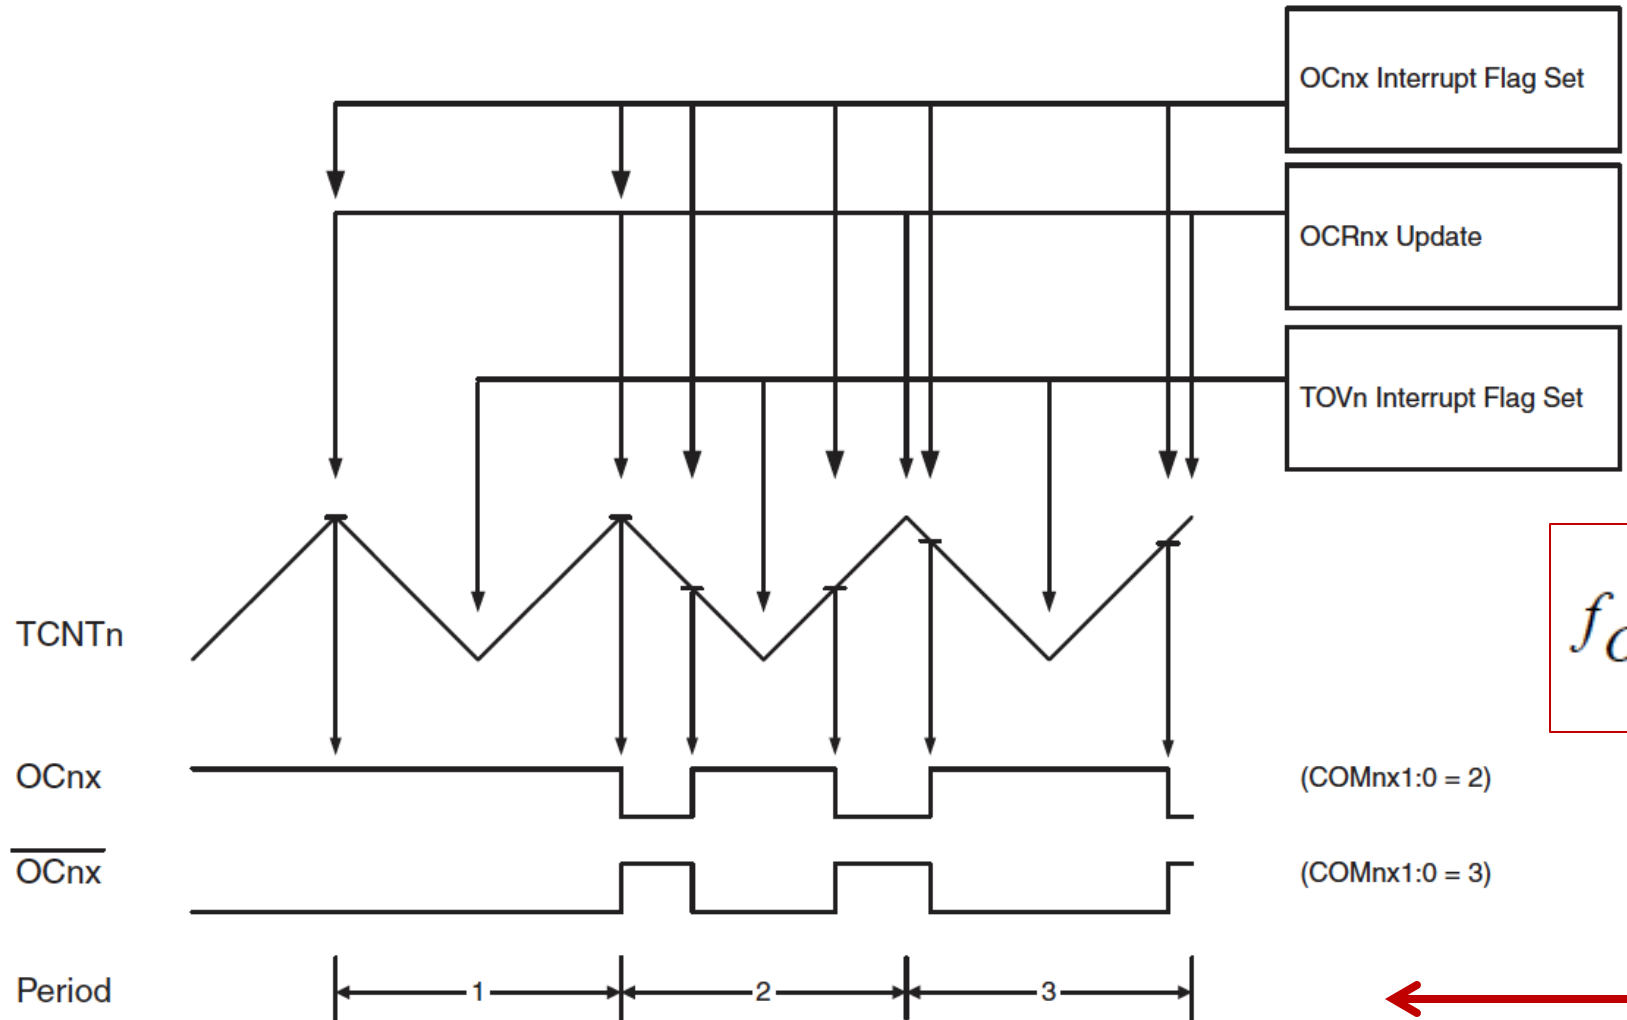 OCnx Interrupt Flag Set
OCRnx Update
TOVn Interrupt Flag Set
TCNTn
f
OCnx
(COMnx1:0 = 2)
OCnx
(COMnx1:0 = 3)
Period
1
2
3